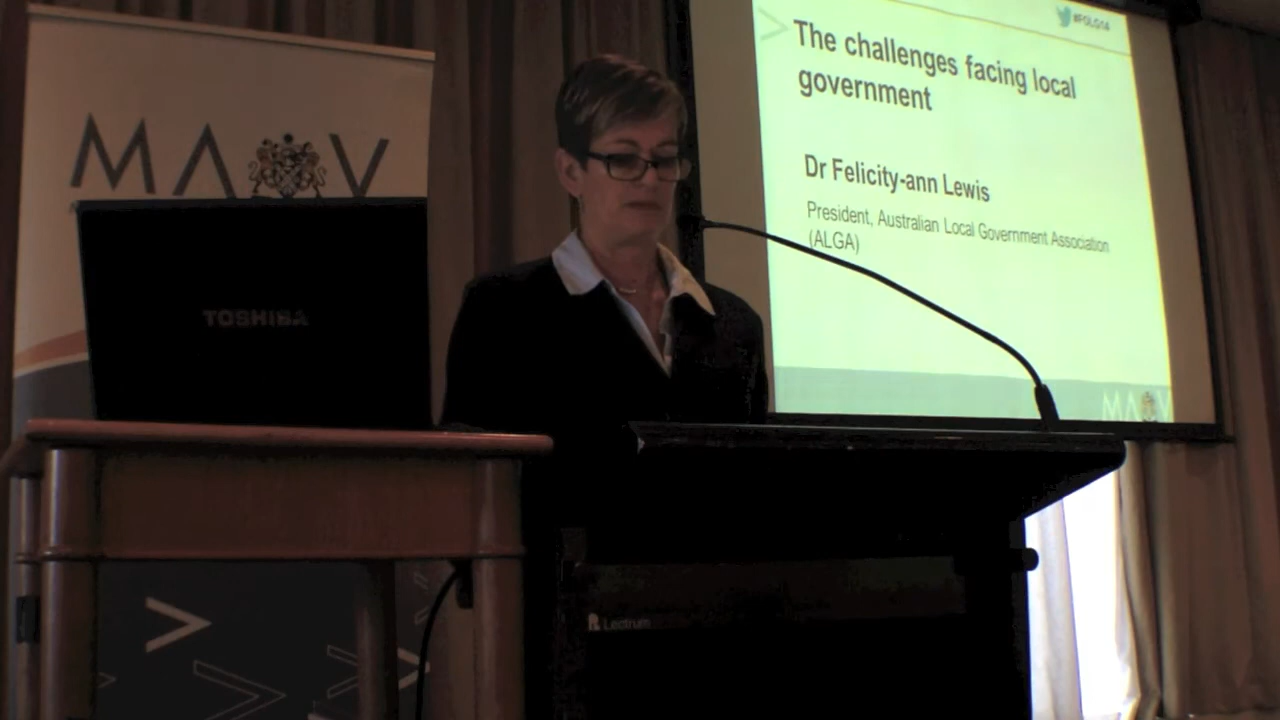 MAV
TOSHIBA
#FOLG14
The challenges facing local
government
Dr Felicity-ann Lewis
President, Australian Local Government Association
(ALGA)
MAV
Lectrum